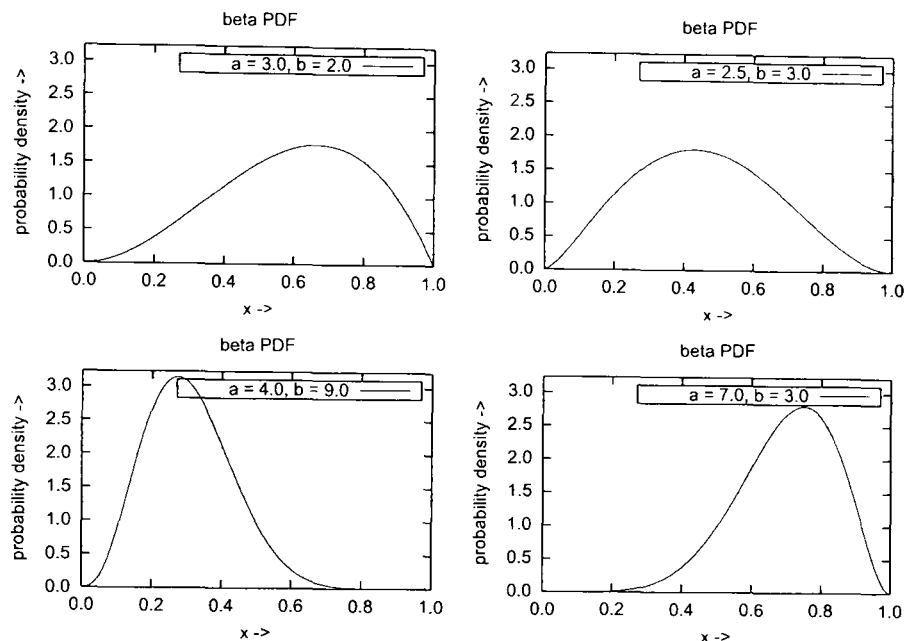 beta PDF
a = 3.0, b = 2.0
probability density ->
3.0
2.5
2.0
1.5
1.0
0.5
0.0
0.0 0.2 0.4 0.6 0.8 1.0
x ->
beta PDF
a = 2.5, b = 3.0
probability density ->
3.0
2.5
2.0
1.5
1.0
0.5
0.0
0.0 0.2 0.4 0.6 0.8 1.0
x ->
beta PDF
a = 4.0, b = 9.0
probability density ->
3.0
2.5
2.0
1.5
1.0
0.5
0.0
0.0 0.2 0.4 0.6 0.8 1.0
x ->
beta PDF
a = 7.0, b = 3.0
probability density ->
3.0
2.5
2.0
1.5
1.0
0.5
0.0
0.0 0.2 0.4 0.6 0.8 1.0
x ->